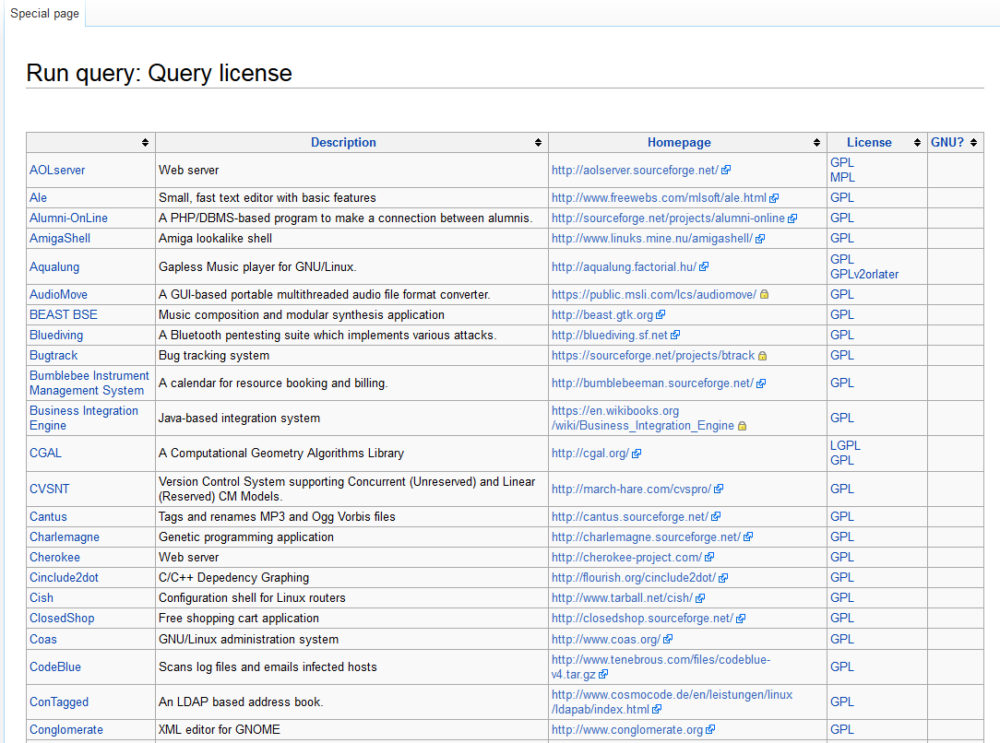 Special page
Run query: Query license
Description Homepage License GNU?
AOLserver Web server http://aolserver.sourceforge.net/ GPL
MPL
Ale Small, fast text editor with basic features http://www.freewebs.com/mlsoft/ale.html GPL
Alumni-OnLine A PHP/DBMS-based program to make a connection between alumnis. http://sourceforge.net/projects/alumni-online GPL
AmigaShell Amiga lookalike shell http://www.linuks.mine.nu/amigashell/ GPL
Aqualung Gapless Music player for GNU/Linux. http://aqualung.factorial.hu/ GPL
GPLv2orlater
AudioMove A GUI-based portable multithreaded audio file format converter. https://public.msli.com/lcs/audiomove/ GPL
BEAST BSE Music composition and modular synthesis application http://beast.gtk.org GPL
Bluediving A Bluetooth pentesting suite which implements various attacks. http://bluediving.sf.net GPL
Bugtrack Bug tracking system https://sourceforge.net/projects/btrack GPL
Bumblebee Instrument
Management System A calendar for resource booking and billing. http://bumblebeeman.sourceforge.net/ GPL
Business Integration
Engine Java-based integration system https://en.wikibooks.org
/wiki/Business_Integration_Engine GPL
CGAL A Computational Geometry Algorithms Library http://cgal.org/ LGPL
GPL
CVSNT Version Control System supporting Concurrent (Unreserved) and Linear
(Reserved) CM Models. http://march-hare.com/cvspro/ GPL
Cantus Tags and renames MP3 and Ogg Vorbis files http://cantus.sourceforge.net/ GPL
Charlemagne Genetic programming application http://charlemagne.sourceforge.net/ GPL
Cherokee Web server http://cherokee-project.com/ GPL
Cinclude2dot C/C++ Depedency Graphing http://flourish.org/cinclude2dot/ GPL
Cish Configuration shell for Linux routers http://www.tarball.net/cish/ GPL
ClosedShop Free shopping cart application http://closedshop.sourceforge.net/ GPL
Coas GNU/Linux administration system http://www.coas.org/ GPL
CodeBlue Scans log files and emails infected hosts http://www.tenebrous.com/files/codeblue-
v4.tar.gz GPL
ConTagged An LDAP based address book. http://www.cosmocode.de/en/leistungen/linux
/ldapab/index.html GPL
Conglomerate XML editor for GNOME http://www.conglomerate.org GPL